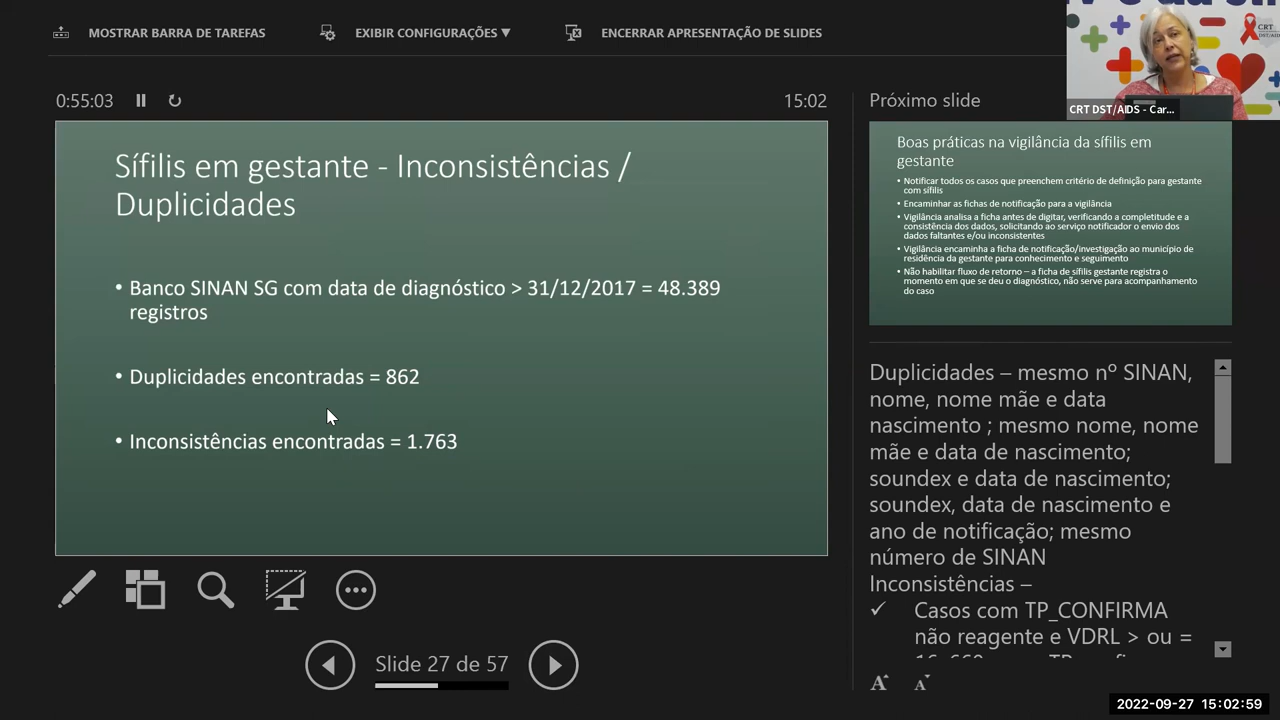 MOSTRAR BARRA DE TAREFAS
EXIBIR CONFIGURAÇÕES ▼
ENCERRAR APRESENTAÇÃO DE SLIDES
CRT
DST/AIDS
CRT DST/AIDS - Car...
0:55:03
15:02
Próximo slide
Sífilis em gestante - Inconsistências /
Duplicidades
• Banco SINAN SG com data de diagnóstico > 31/12/2017 = 48.389
registros
• Duplicidades encontradas = 862
• Inconsistências encontradas = 1.763
Boas práticas na vigilância da sífilis em
gestante
• Notificar todos os casos que preenchem critério de definição para gestante
com sífilis
• Encaminhar as fichas de notificação para a vigilância
• Vigilância analisa a ficha antes de digitar, verificando a completitude e a
consistência dos dados, solicitando ao serviço notificador o envio dos
dados faltantes e/ou inconsistentes
• Vigilância encaminha a ficha de notificação/investigação ao município de
residência da gestante para conhecimento e seguimento
• Não habilitar fluxo de retorno – a ficha de sífilis gestante registra o
momento em que se deu o diagnóstico, não serve para acompanhamento
do caso
Duplicidades – mesmo nº SINAN,
nome, nome mãe e data
nascimento ; mesmo nome, nome
mãe e data de nascimento;
soundex e data de nascimento;
soundex, data de nascimento e
ano de notificação; mesmo
número de SINAN
Inconsistências –
✓ Casos com TP_CONFIRMA
não reagente e VDRL > ou =
Slide 27 de 57
2022-09-27 15:02:59